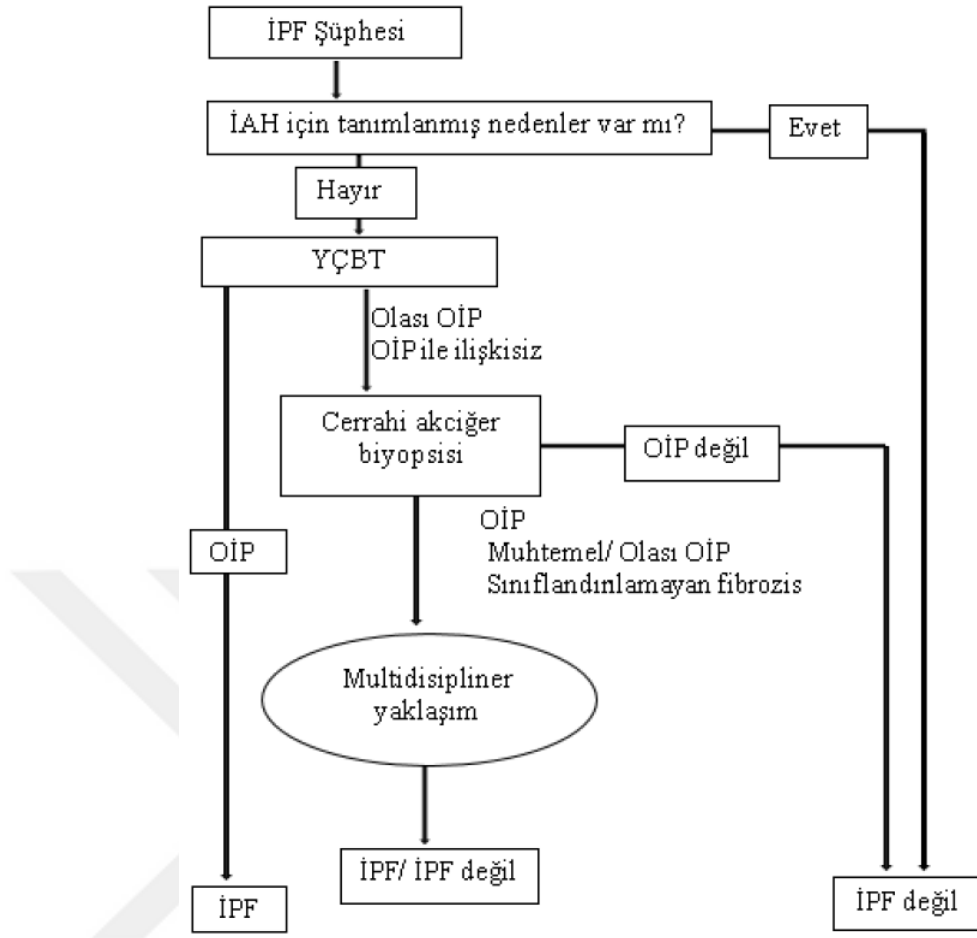 İPF Şüphesi
İAH için tanımlanmış nedenler var mı?
Evet
Hayır
YÇBT
Olası OİP
OİP ile ilişkisiz
Cerrahi akciğer
biyopsisi
OİP değil
OİP
OİP
Muhtemel/ Olası OİP
Sınıflandırılamayan fibrozis
Multidisipliner
yaklaşım
İPF/ İPF değil
İPF
İPF değil